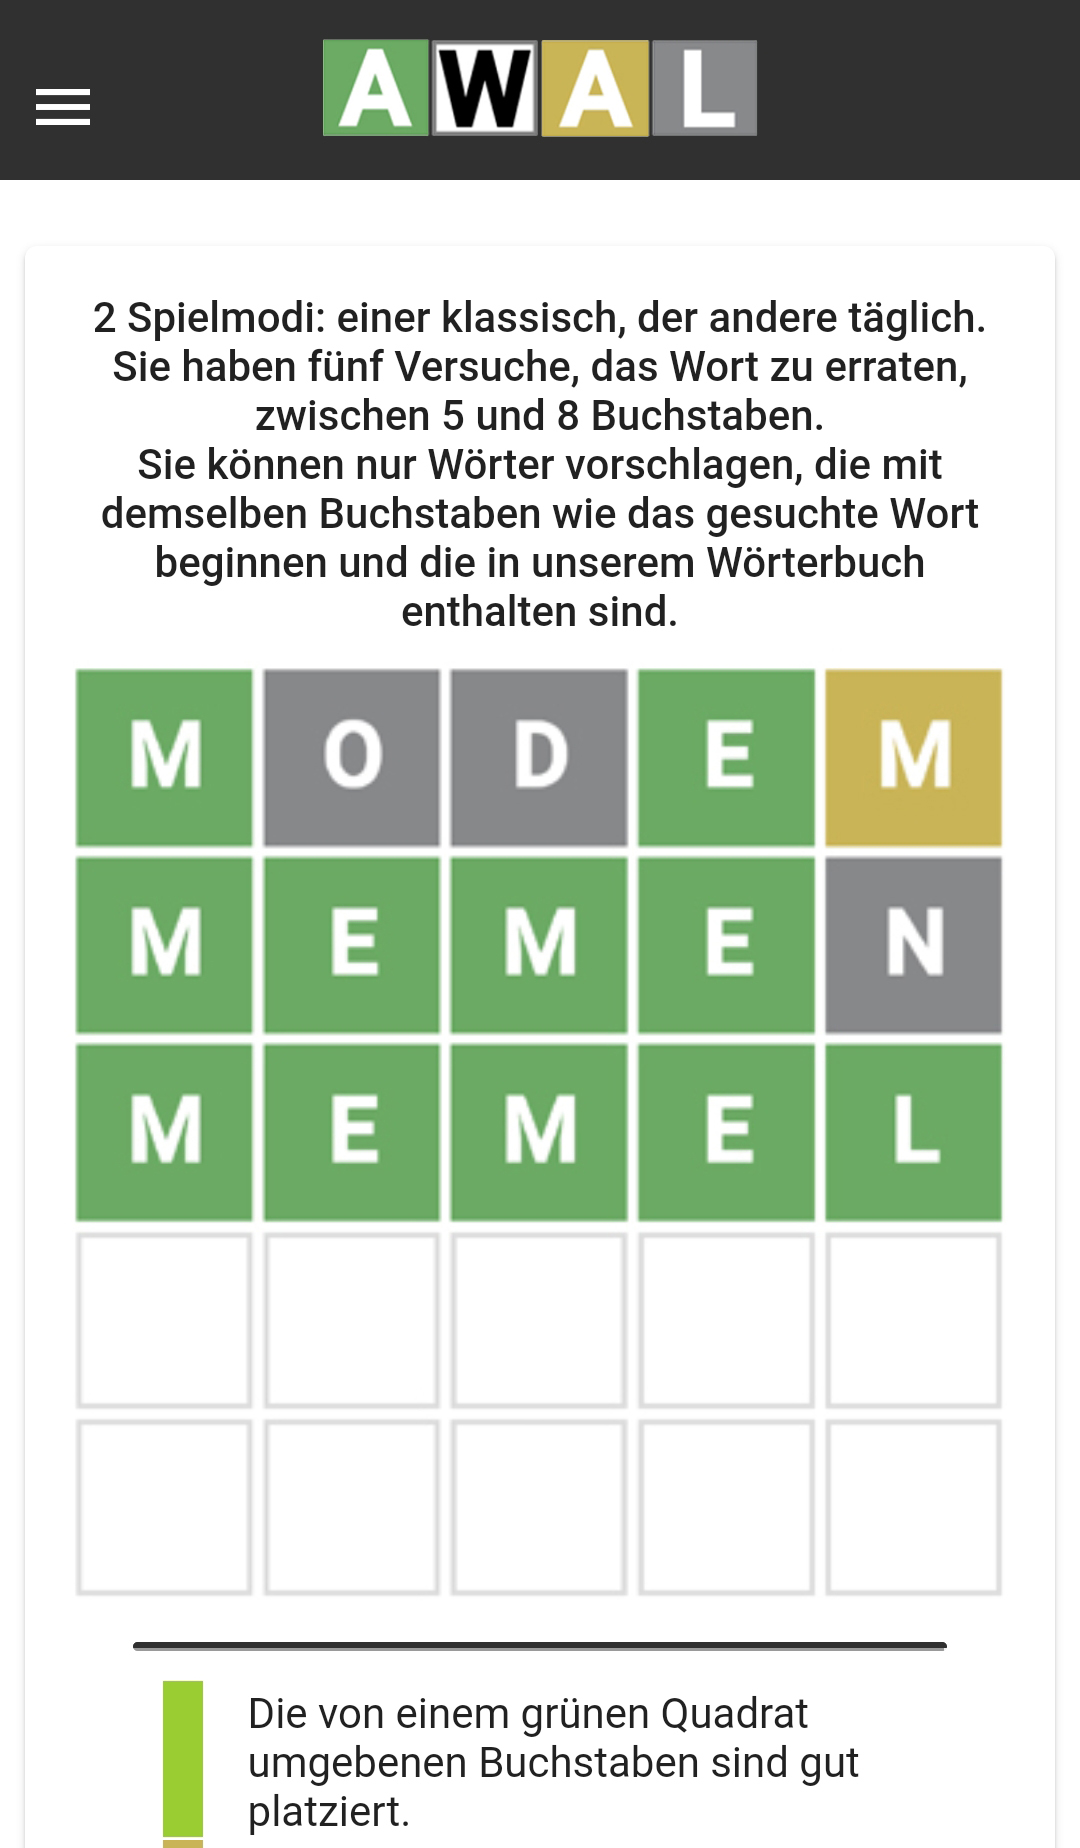 AWAL
2 Spielmodi: einer klassisch, der andere täglich.
Sie haben fünf Versuche, das Wort zu erraten,
zwischen 5 und 8 Buchstaben.
Sie können nur Wörter vorschlagen, die mit
demselben Buchstaben wie das gesuchte Wort
beginnen und die in unserem Wörterbuch
enthalten sind.
M O D E M
M E M E N
M E M E L
Die von einem grünen Quadrat
umgebenen Buchstaben sind gut
platziert.